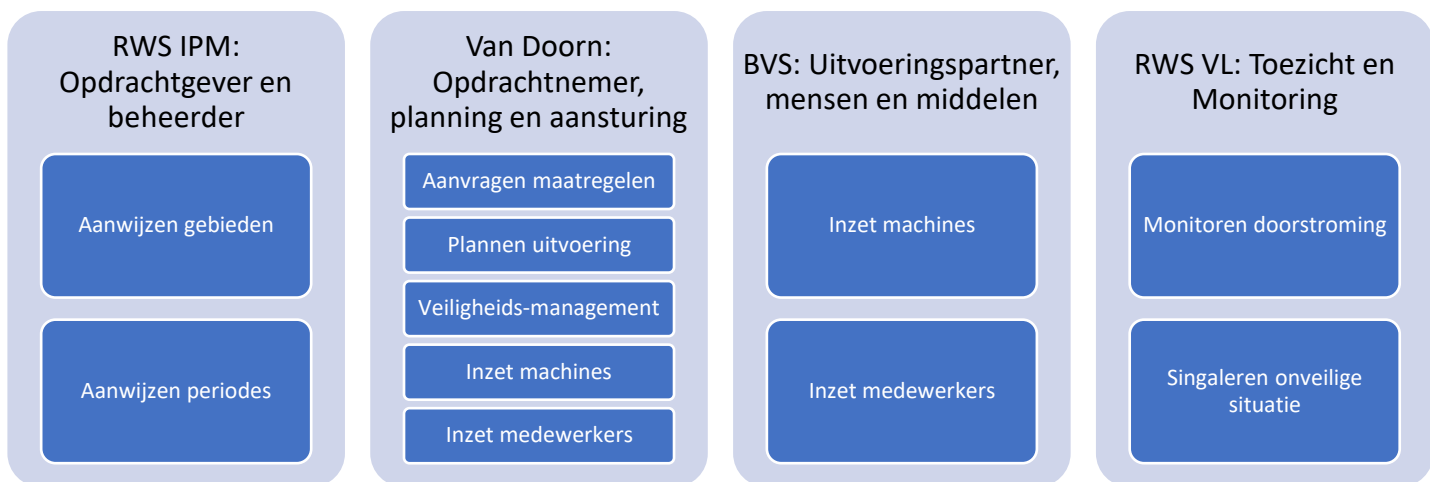 RWS IPM:
Opdrachtgever en
beheerder
Aanwijzen gebieden
Aanwijzen periodes
Van Doorn:
Opdrachtnemer,
planning en aansturing
Aanvragen maatregelen
Plannen uitvoering
Veiligheids-management
Inzet machines
Inzet medewerkers
BVS: Uitvoeringspartner,
mensen en middelen
Inzet machines
Inzet medewerkers
RWS VL: Toezicht en
Monitoring
Monitoren doorstroming
Singaleren onveilige
situatie